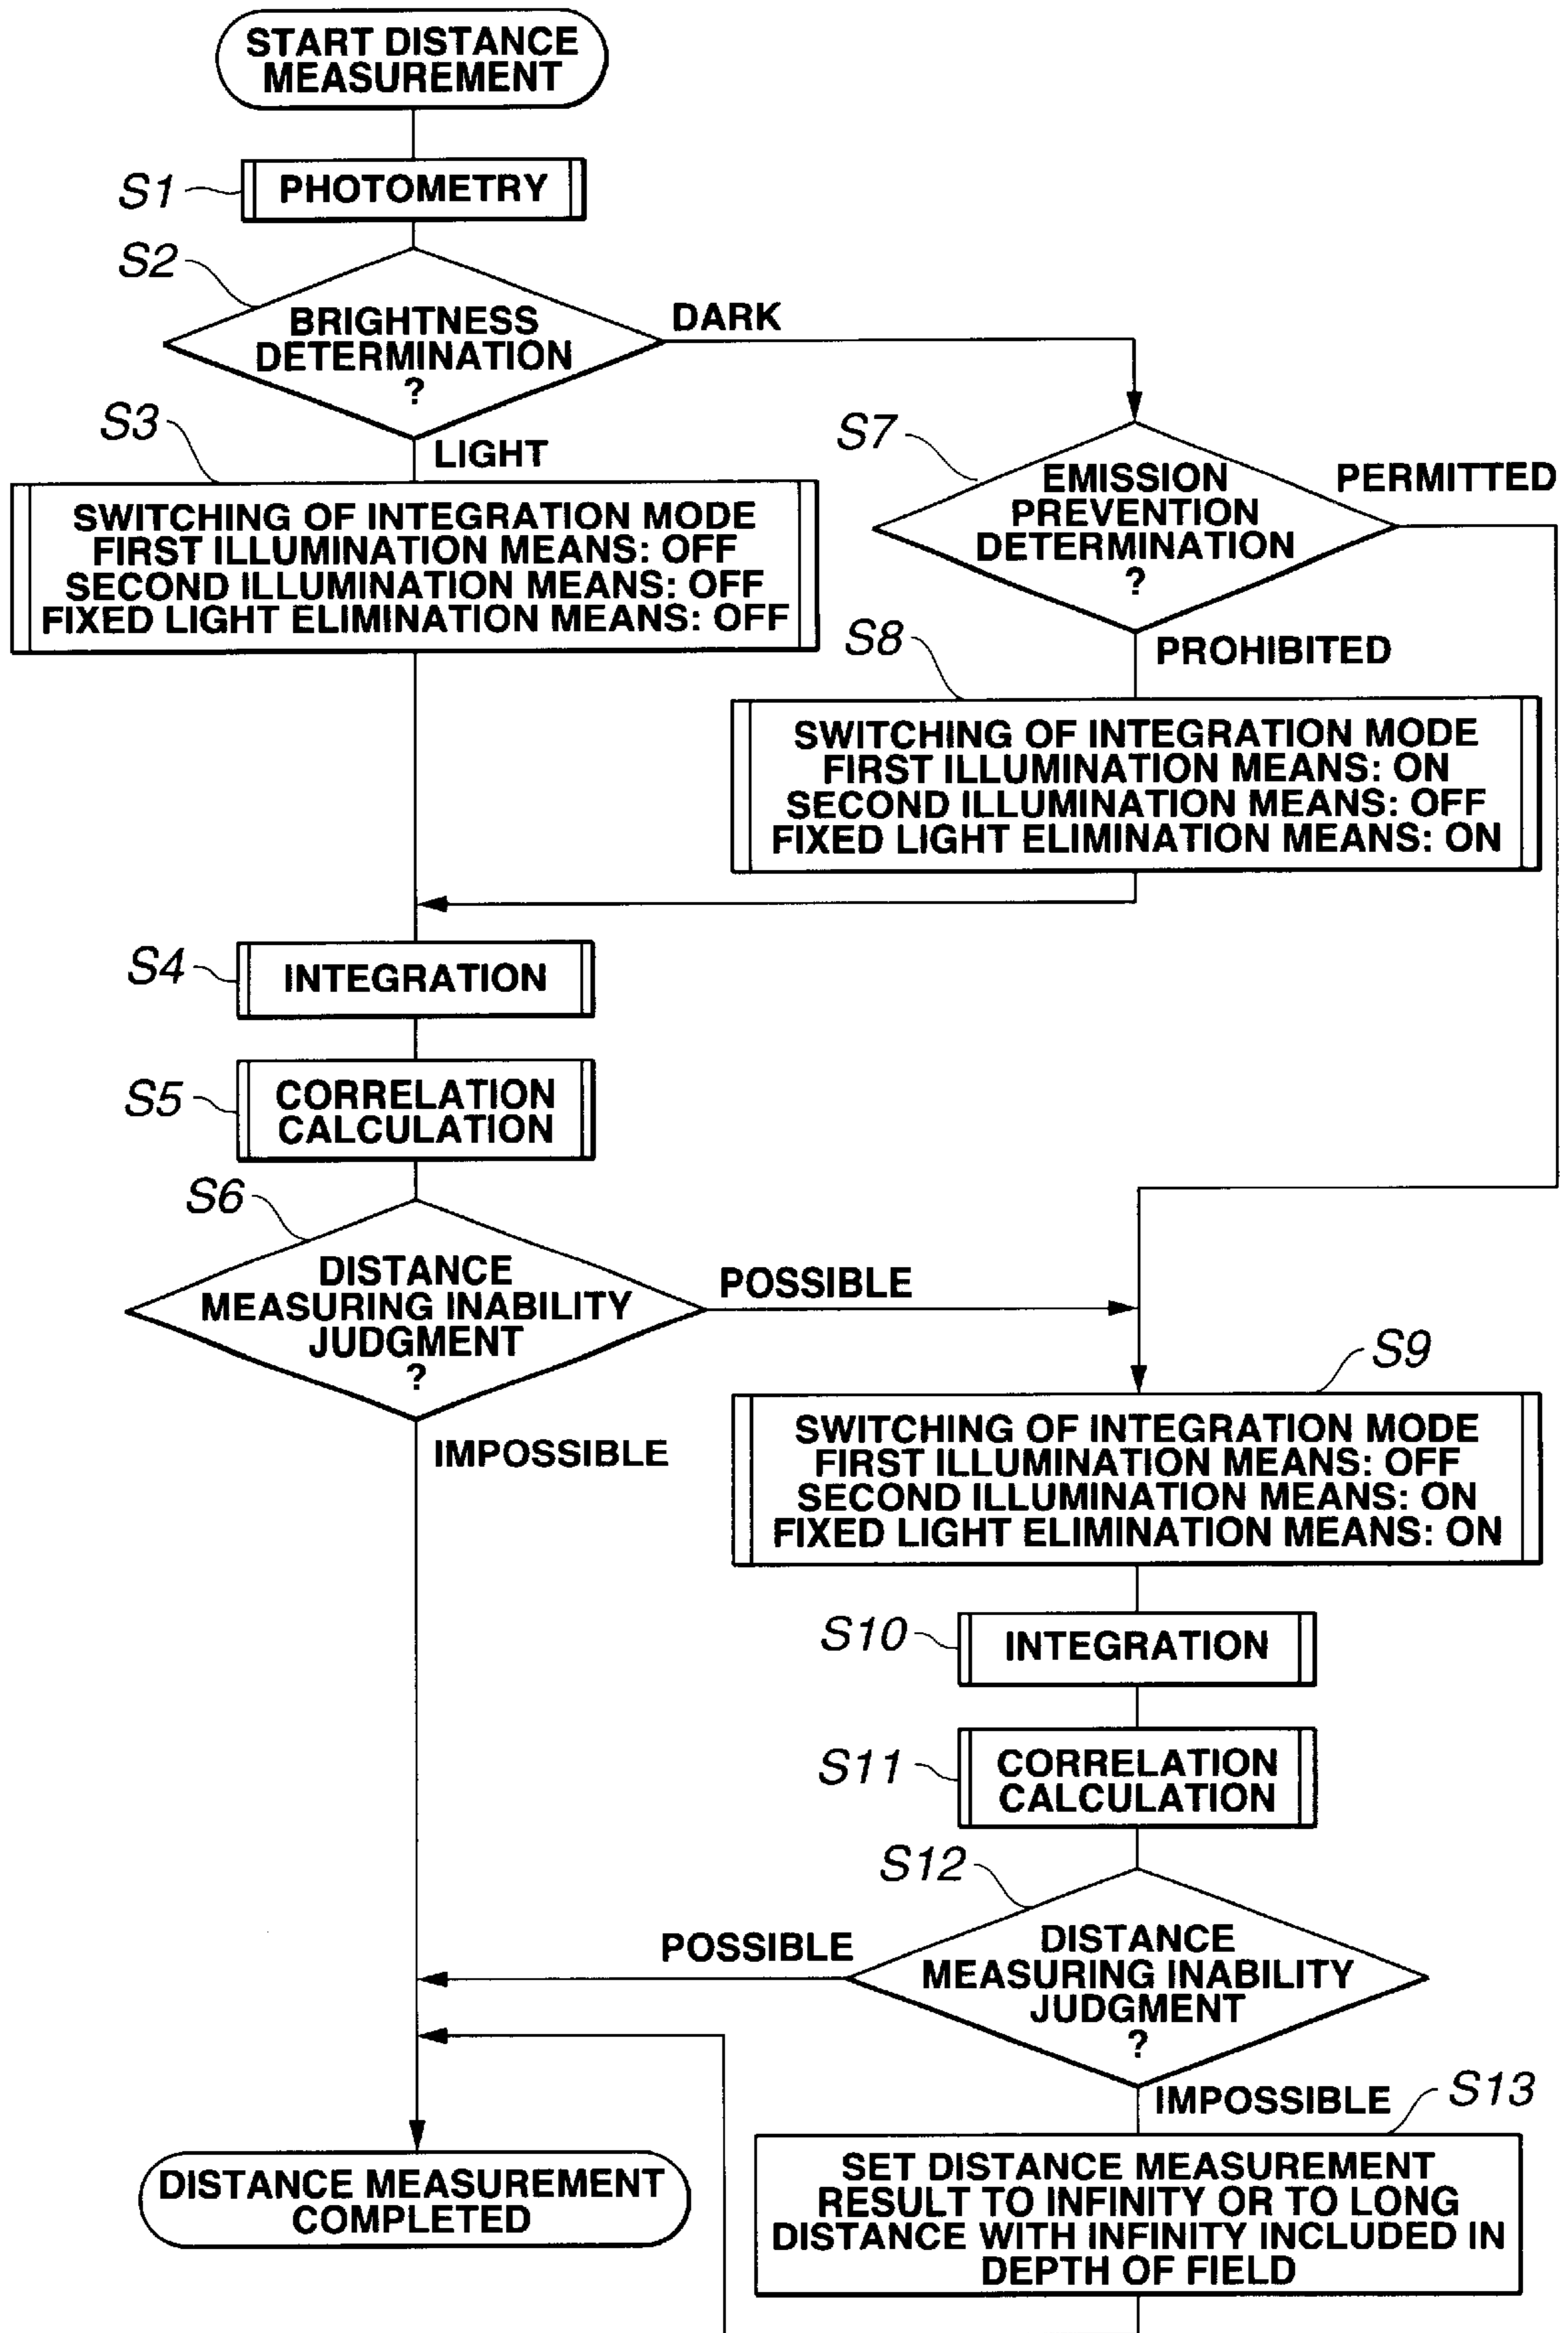 START DISTANCE
MEASUREMENT
S1
PHOTOMETRY
S2
BRIGHTNESS
DETERMINATION
?
DARK
LIGHT
S3
SWITCHING OF INTEGRATION MODE
FIRST ILLUMINATION MEANS: OFF
SECOND ILLUMINATION MEANS: OFF
FIXED LIGHT ELIMINATION MEANS: OFF
S7
EMISSION
PREVENTION
DETERMINATION
?
PERMITTED
PROHIBITED
S8
SWITCHING OF INTEGRATION MODE
FIRST ILLUMINATION MEANS: ON
SECOND ILLUMINATION MEANS: OFF
FIXED LIGHT ELIMINATION MEANS: ON
S4
INTEGRATION
S5
CORRELATION
CALCULATION
S6
DISTANCE
MEASURING INABILITY
JUDGMENT
?
POSSIBLE
IMPOSSIBLE
S9
SWITCHING OF INTEGRATION MODE
FIRST ILLUMINATION MEANS: OFF
SECOND ILLUMINATION MEANS: ON
FIXED LIGHT ELIMINATION MEANS: ON
S10
INTEGRATION
S11
CORRELATION
CALCULATION
S12
DISTANCE
MEASURING INABILITY
JUDGMENT
?
POSSIBLE
IMPOSSIBLE
S13
SET DISTANCE MEASUREMENT
RESULT TO INFINITY OR TO LONG
DISTANCE WITH INFINITY INCLUDED IN
DEPTH OF FIELD
DISTANCE MEASUREMENT
COMPLETED